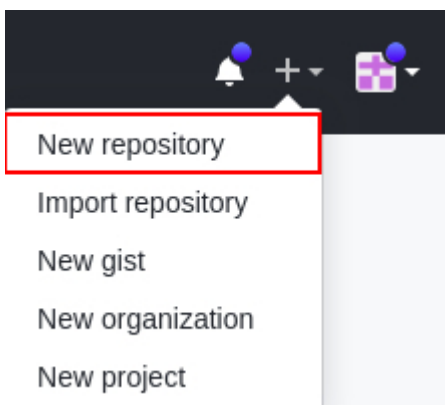 New repository
Import repository
New gist
New organization
New project